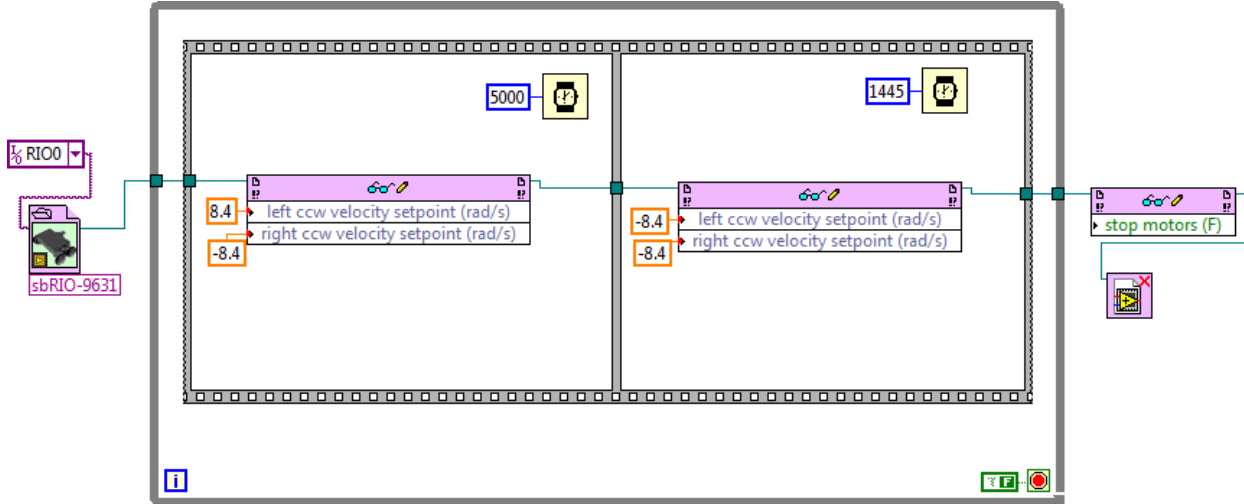 5000
1445
I/O RIO0
8.4
left ccw velocity setpoint (rad/s)
-8.4
right ccw velocity setpoint (rad/s)
-8.4
left ccw velocity setpoint (rad/s)
-8.4
right ccw velocity setpoint (rad/s)
stop motors (F)
sbRIO-9631
i
F